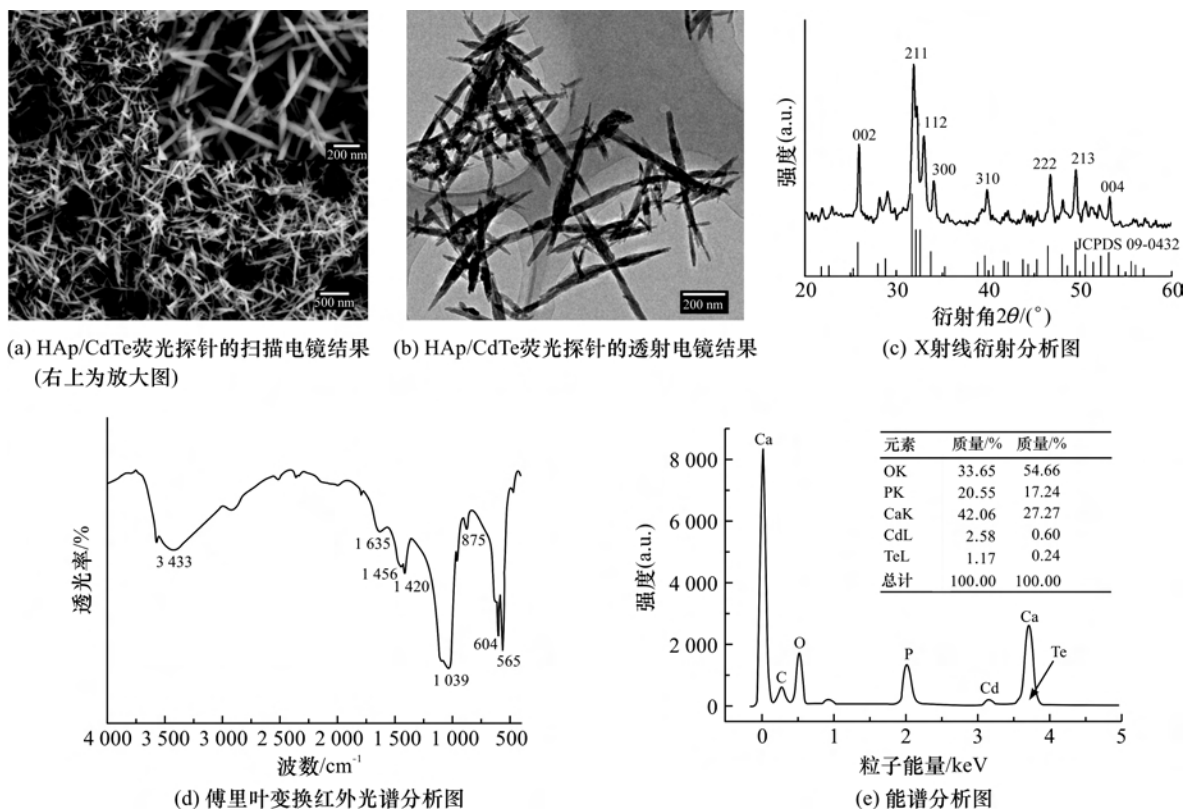 200 nm
500 nm
(a) HAp/CdTe荧光探针的扫描电镜结果
(右上为放大图)
200 nm
(b) HAp/CdTe荧光探针的透射电镜结果
强度(a.u.)
002
211
112
300
310
222
213
004
JCPDS 09-0432
20 30 40 50 60
衍射角2θ/(°)
(c) X射线衍射分析图
透光率/%
3 433
1 635
1 456
1 420
1 039
875
604
565
4 000 3 500 3 000 2 500 2 000 1 500 1 000 500
波数/cm⁻¹
(d) 傅里叶变换红外光谱分析图
强度(a.u.)
8 000
6 000
4 000
2 000
0
Ca
C
O
P
Cd
Ca
Te
元素 质量/% 质量/%
OK 33.65 54.66
PK 20.55 17.24
CaK 42.06 27.27
CdL 2.58 0.60
TeL 1.17 0.24
总计 100.00 100.00
0 1 2 3 4 5
粒子能量/keV
(e) 能谱分析图